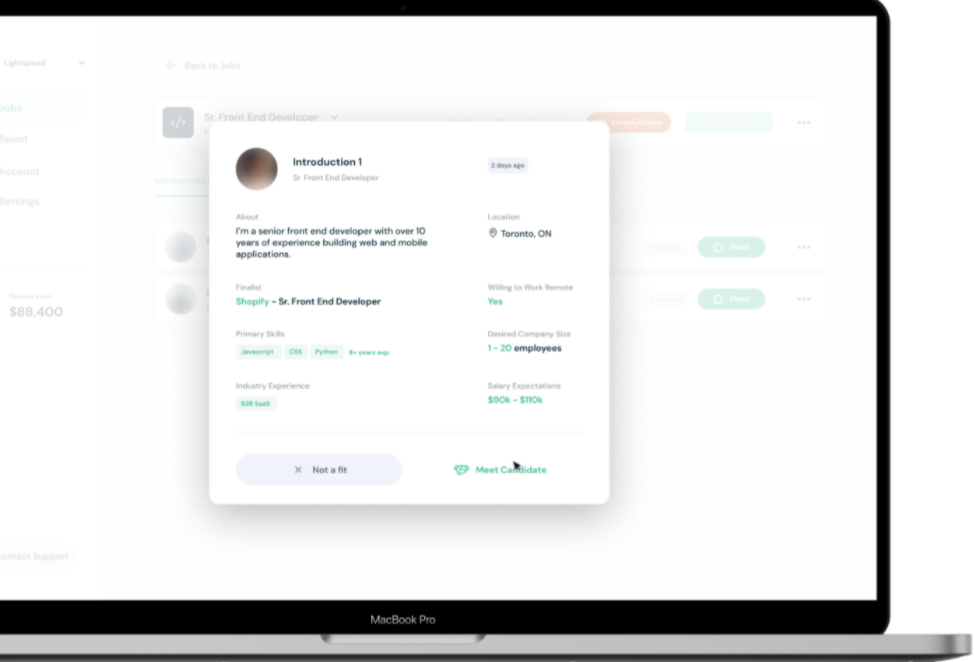 Lightspeed
Back to Jobs
Jobs
Talent
Account
Settings
Pipeline Value
$88,400
Contact Support
Sr. Front End Developer
Introduction 1
Sr. Front End Developer
2 days ago
About
I'm a senior front end developer with over 10
years of experience building web and mobile
applications.
Location
Toronto, ON
Finalist
Shopify - Sr. Front End Developer
Willing to Work Remote
Yes
Primary Skills
Javascript CSS Python 8+ years exp.
Desired Company Size
1 - 20 employees
Industry Experience
B2B SaaS
Salary Expectations
$90k - $110k
Not a fit
Meet Candidate
Meet
Meet
MacBook Pro